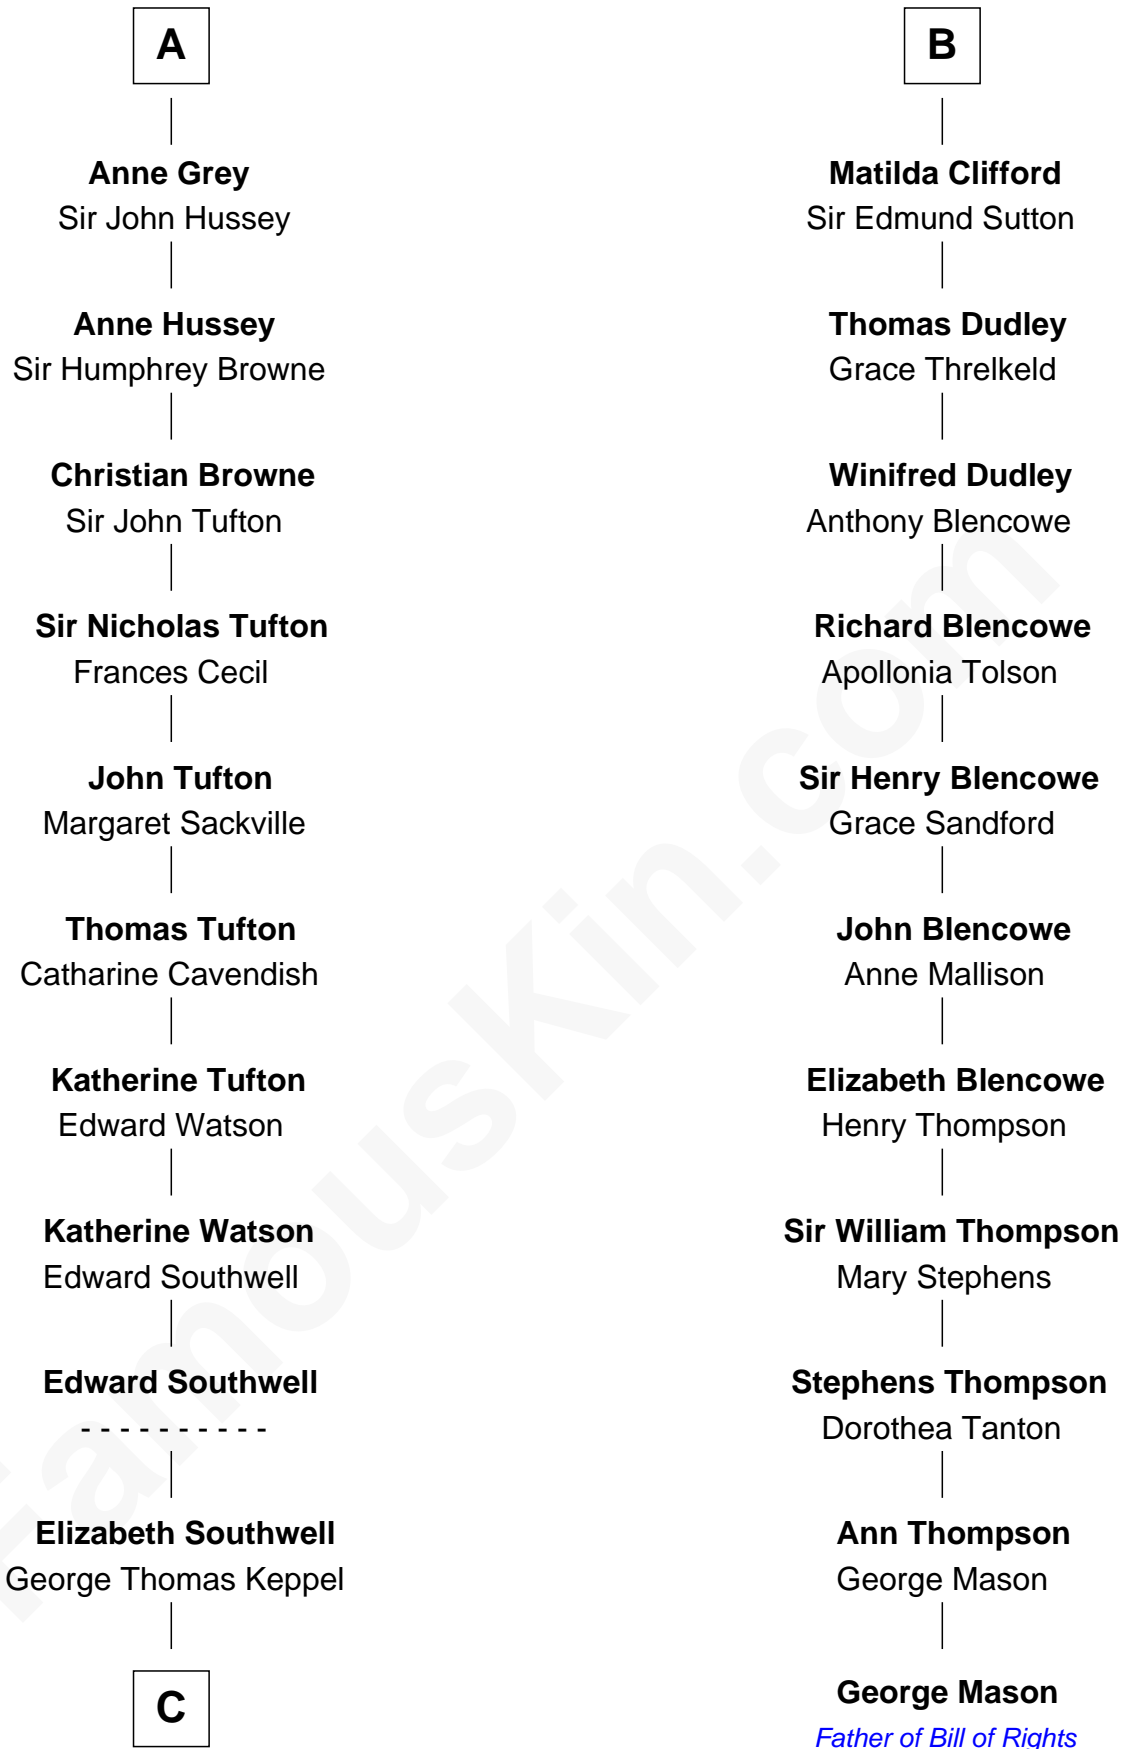 A
Anne Grey
Sir John Hussey
Anne Hussey
Sir Humphrey Browne
Christian Browne
Sir John Tufton
Sir Nicholas Tufton
Frances Cecil
John Tufton
Margaret Sackville
Thomas Tufton
Catharine Cavendish
Katherine Tufton
Edward Watson
Katherine Watson
Edward Southwell
Edward Southwell
- - - - - - - - - -
Elizabeth Southwell
George Thomas Keppel
C
B
Matilda Clifford
Sir Edmund Sutton
Thomas Dudley
Grace Threlkeld
Winifred Dudley
Anthony Blencowe
Richard Blencowe
Apollonia Tolson
Sir Henry Blencowe
Grace Sandford
John Blencowe
Anne Mallison
Elizabeth Blencowe
Henry Thompson
Sir William Thompson
Mary Stephens
Stephens Thompson
Dorothea Tanton
Ann Thompson
George Mason
George Mason
Father of Bill of Rights
FamousKin.com